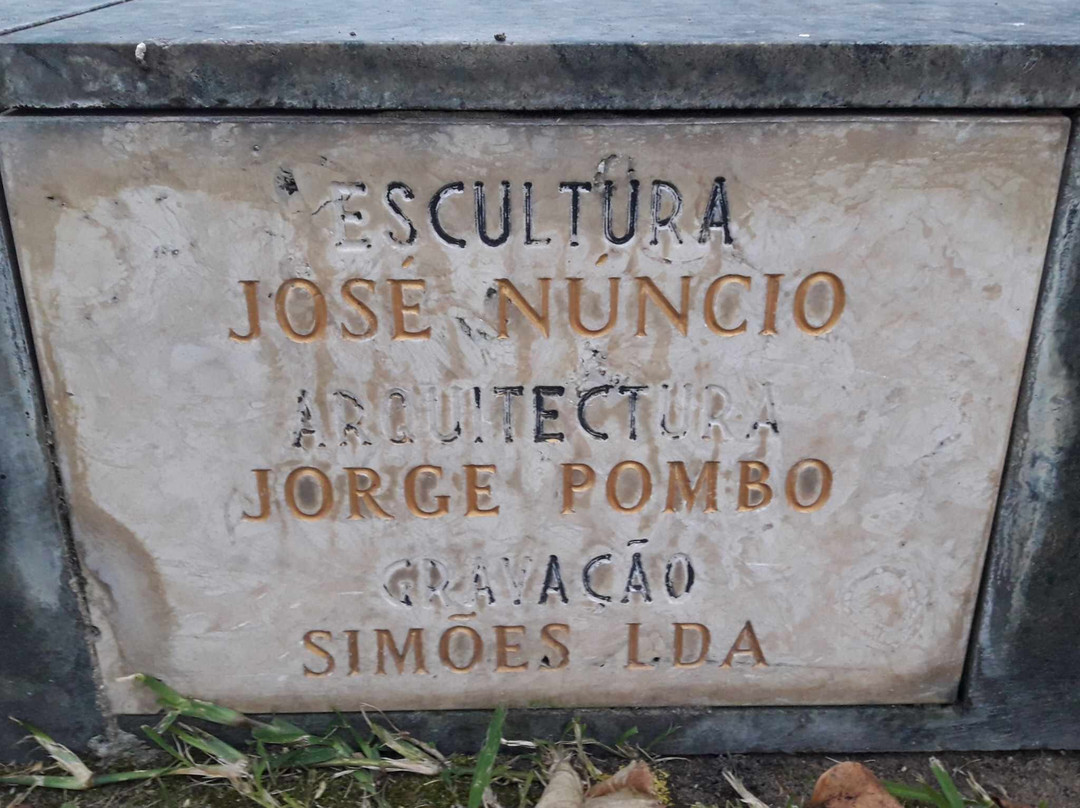 ESCULTURA
JOSÉ NÚNCIO
ARQUITECTURA
JORGE POMBO
GRAVAÇÃO
SIMÕES LDA